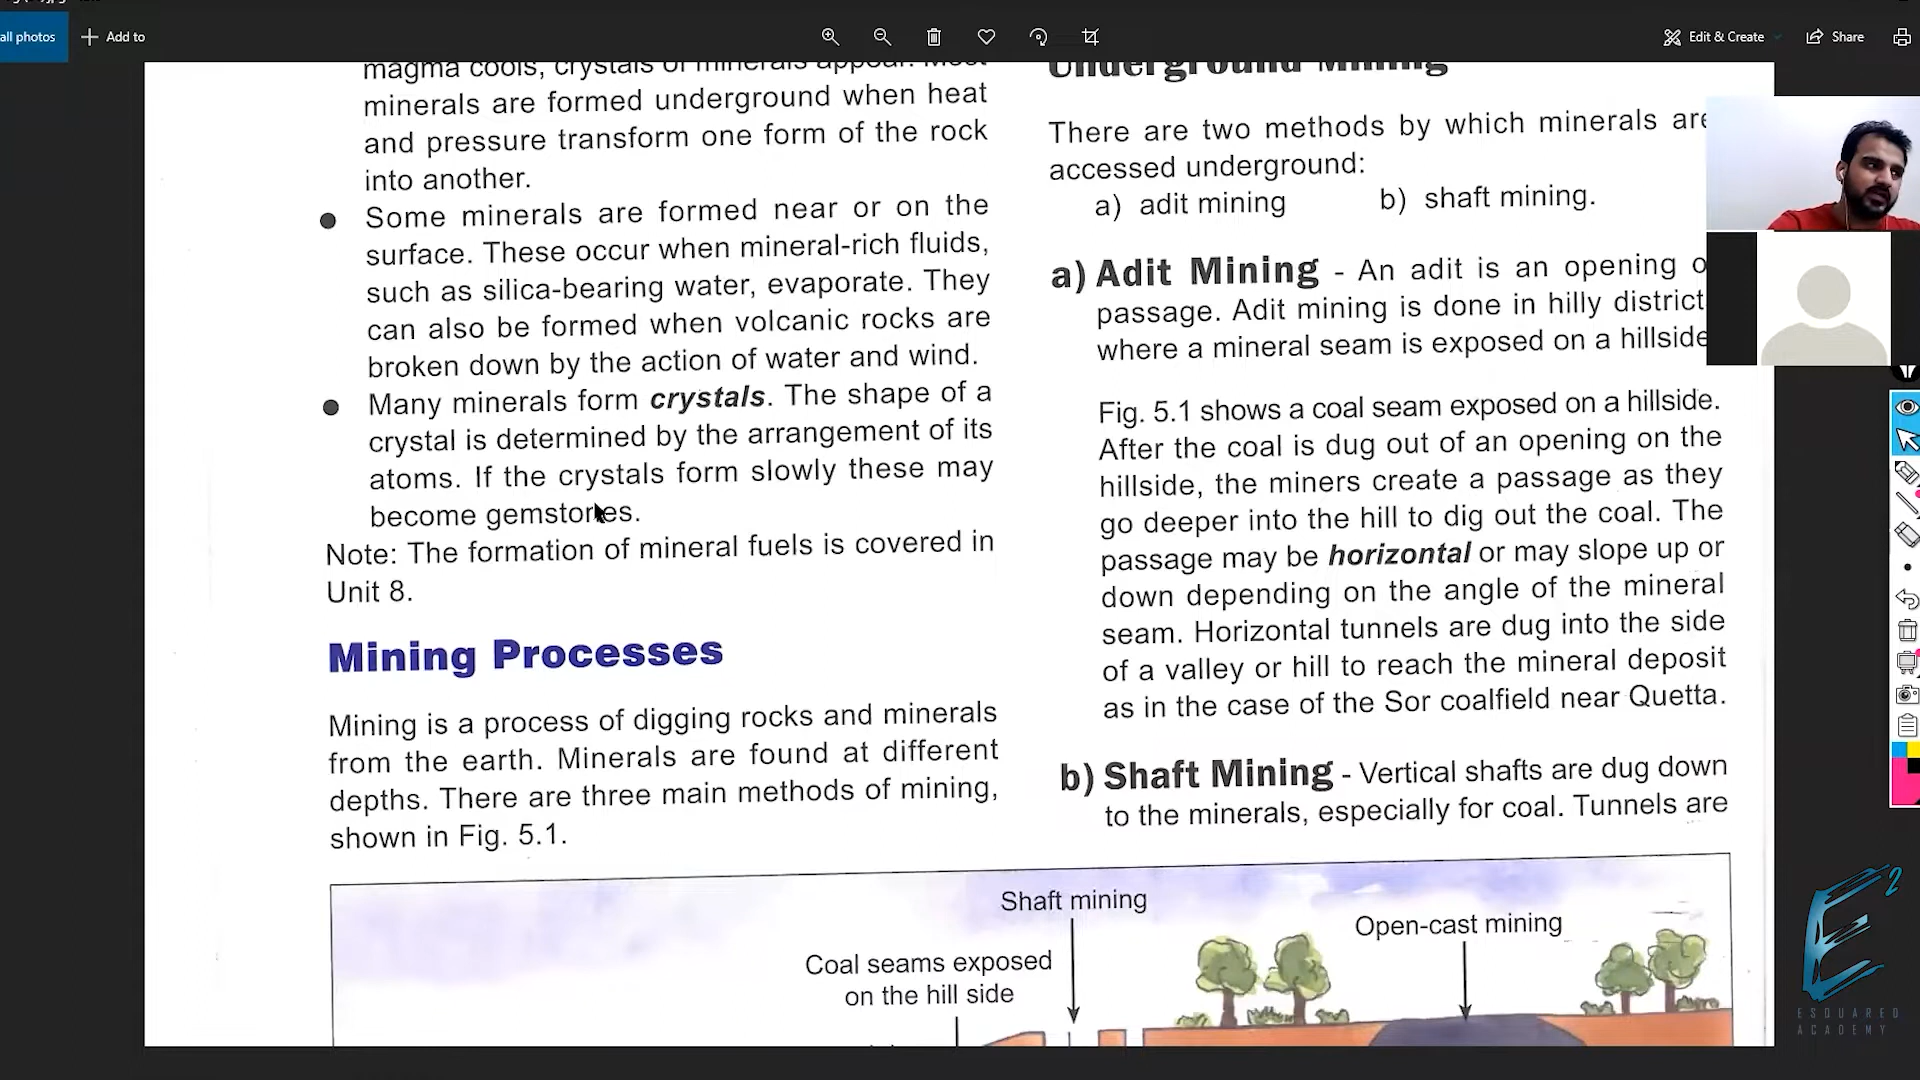 all photos
Add to
Edit & Create
Share
magma cools, crystals of minerals appear. Most
minerals are formed underground when heat
and pressure transform one form of the rock
into another.
Some minerals are formed near or on the
surface. These occur when mineral-rich fluids,
such as silica-bearing water, evaporate. They
can also be formed when volcanic rocks are
broken down by the action of water and wind.
Many minerals form crystals. The shape of a
crystal is determined by the arrangement of its
atoms. If the crystals form slowly these may
become gemstones.
Note: The formation of mineral fuels is covered in
Unit 8.
Mining Processes
Mining is a process of digging rocks and minerals
from the earth. Minerals are found at different
depths. There are three main methods of mining,
shown in Fig. 5.1.
Underground Mining
There are two methods by which minerals are
accessed underground:
a) adit mining b) shaft mining.
a) Adit Mining - An adit is an opening o
passage. Adit mining is done in hilly district
where a mineral seam is exposed on a hillside
Fig. 5.1 shows a coal seam exposed on a hillside.
After the coal is dug out of an opening on the
hillside, the miners create a passage as they
go deeper into the hill to dig out the coal. The
passage may be horizontal or may slope up or
down depending on the angle of the mineral
seam. Horizontal tunnels are dug into the side
of a valley or hill to reach the mineral deposit
as in the case of the Sor coalfield near Quetta.
b) Shaft Mining - Vertical shafts are dug down
to the minerals, especially for coal. Tunnels are
Shaft mining
Open-cast mining
Coal seams exposed
on the hill side
E2
ESQUARED
ACADEMY